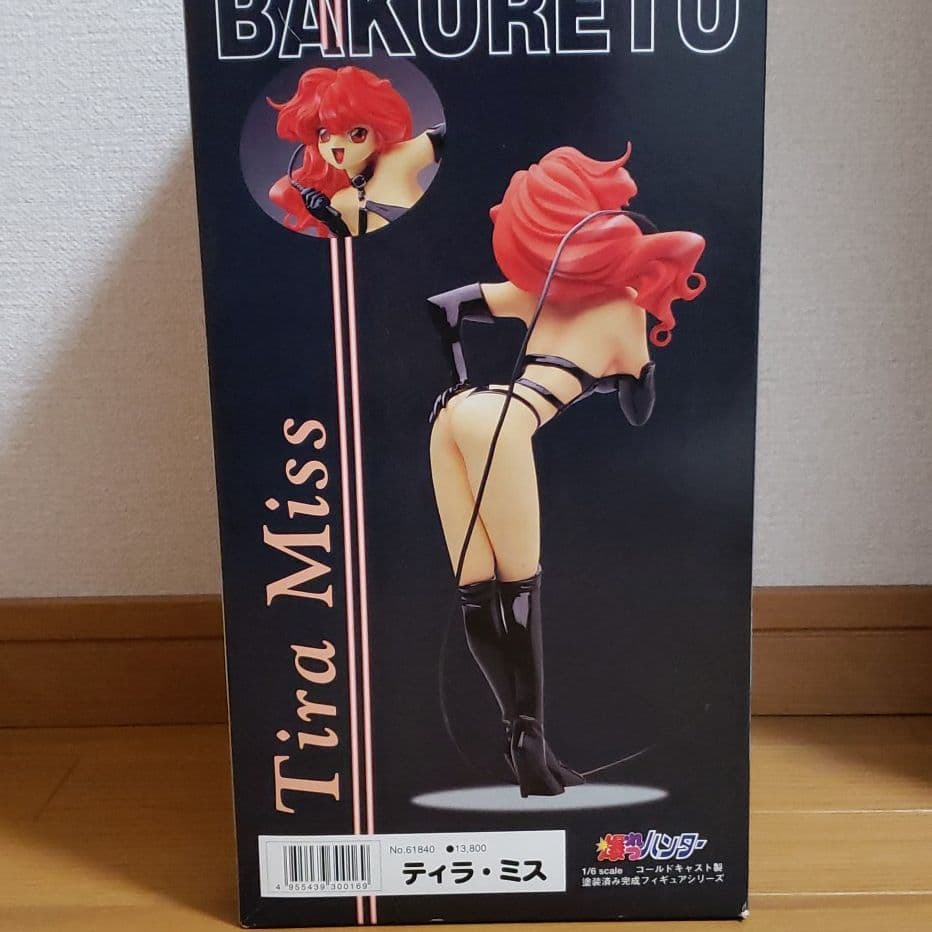 BAKURETU
Tira Miss
No.61840 ●13,800
ティラ・ミス
4 955439 300169
爆れつハンター
1/6 scale コールドキャスト製
塗装済み完成フィギュアシリーズ